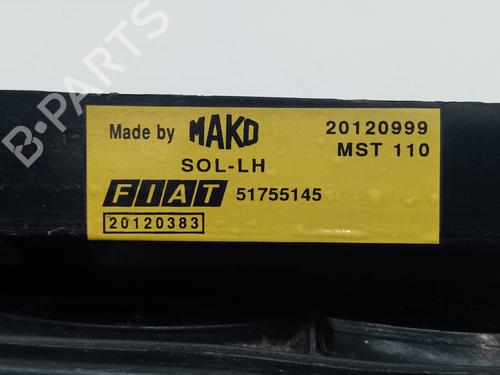 Made by MAKO 20120999
SOL-LH MST 110
FIAT 51755145
20120383
B-PARTS